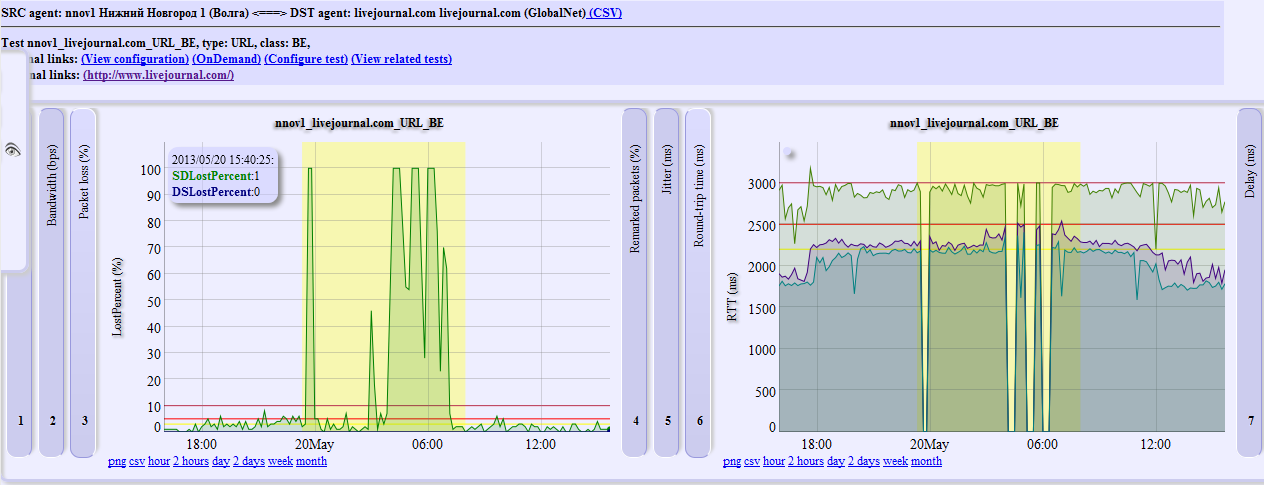 SRC agent: nnov1 Нижний Новгород 1 (Волга) <===> DST agent: livejournal.com livejournal.com (GlobalNet) (CSV)
Test nnov1_livejournal.com_URL_BE, type: URL, class: BE,
nal links: (View configuration) (OnDemand) (Configure test) (View related tests)
nal links: (http://www.livejournal.com/)
1
Bandwidth (bps)
2
Packet loss (%)
3
nnov1_livejournal.com_URL_BE
2013/05/20 15:40:25:
SDLostPercent:1
DSLostPercent:0
LostPercent (%)
100
90
80
70
60
50
40
30
20
10
0
18:00 20May 06:00 12:00
png csv hour 2 hours day 2 days week month
Remarked packets (%)
4
Jitter (ms)
5
Round-trip time (ms)
6
nnov1_livejournal.com_URL_BE
RTT (ms)
3000
2500
2000
1500
1000
500
0
18:00 20May 06:00 12:00
png csv hour 2 hours day 2 days week month
Delay (ms)
7